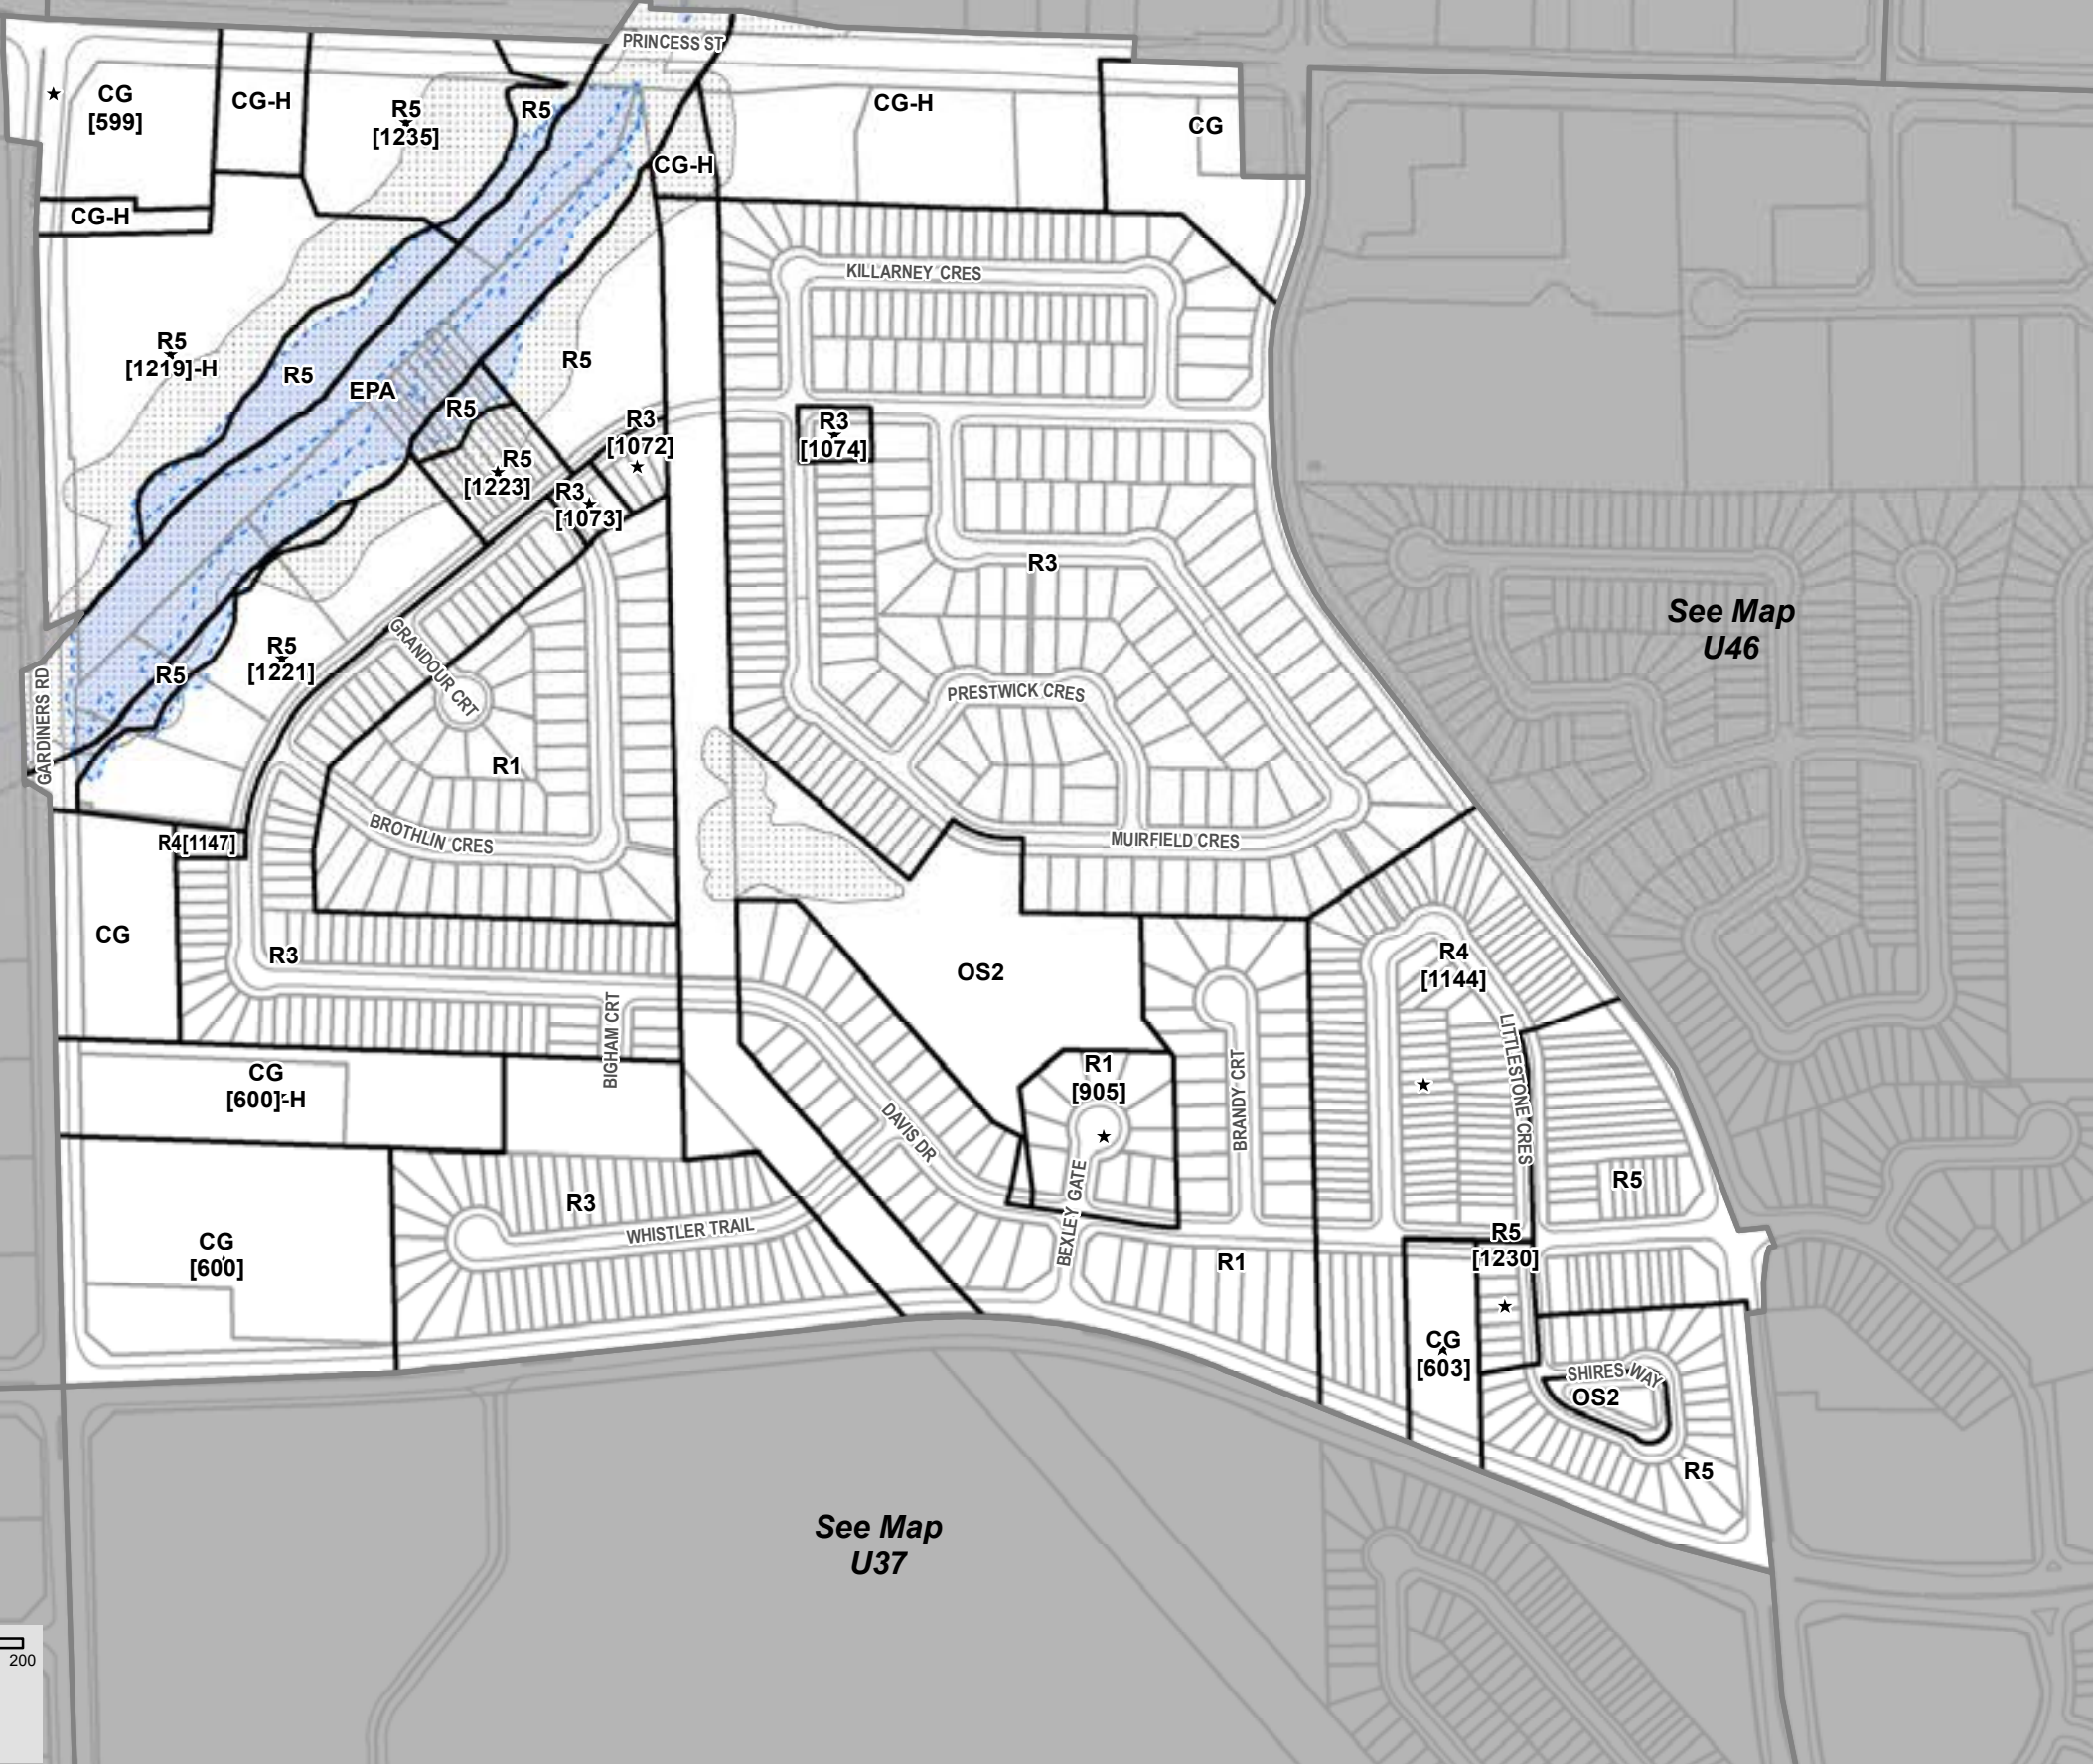 PRINCESS ST
CG
[599]
CG-H
R5
[1235]
R5
CG-H
CG
CG-H
CG-H
KILLARNEY CRES
R5
[1219]-H
R5
EPA
R5
R5
R3
[1072]
R3
[1074]
R5
[1223]
R3
[1073]
R3
See Map
U46
GARDINERS RD
R5
R5
[1221]
GRANDOUR CRT
PRESTWICK CRES
R1
BROTHLIN CRES
MUIRFIELD CRES
R4[1147]
CG
R3
OS2
R4
[1144]
BIGHAM CRT
LITTLESTONE CRES
CG
[600]-H
R1
[905]
BRANDY CRT
DAVIS DR
R3
WHISTLER TRAIL
BEXLEY GATE
R5
CG
[600]
R1
R5
[1230]
CG
[603]
SHIRES WAY
OS2
R5
See Map
U37
200